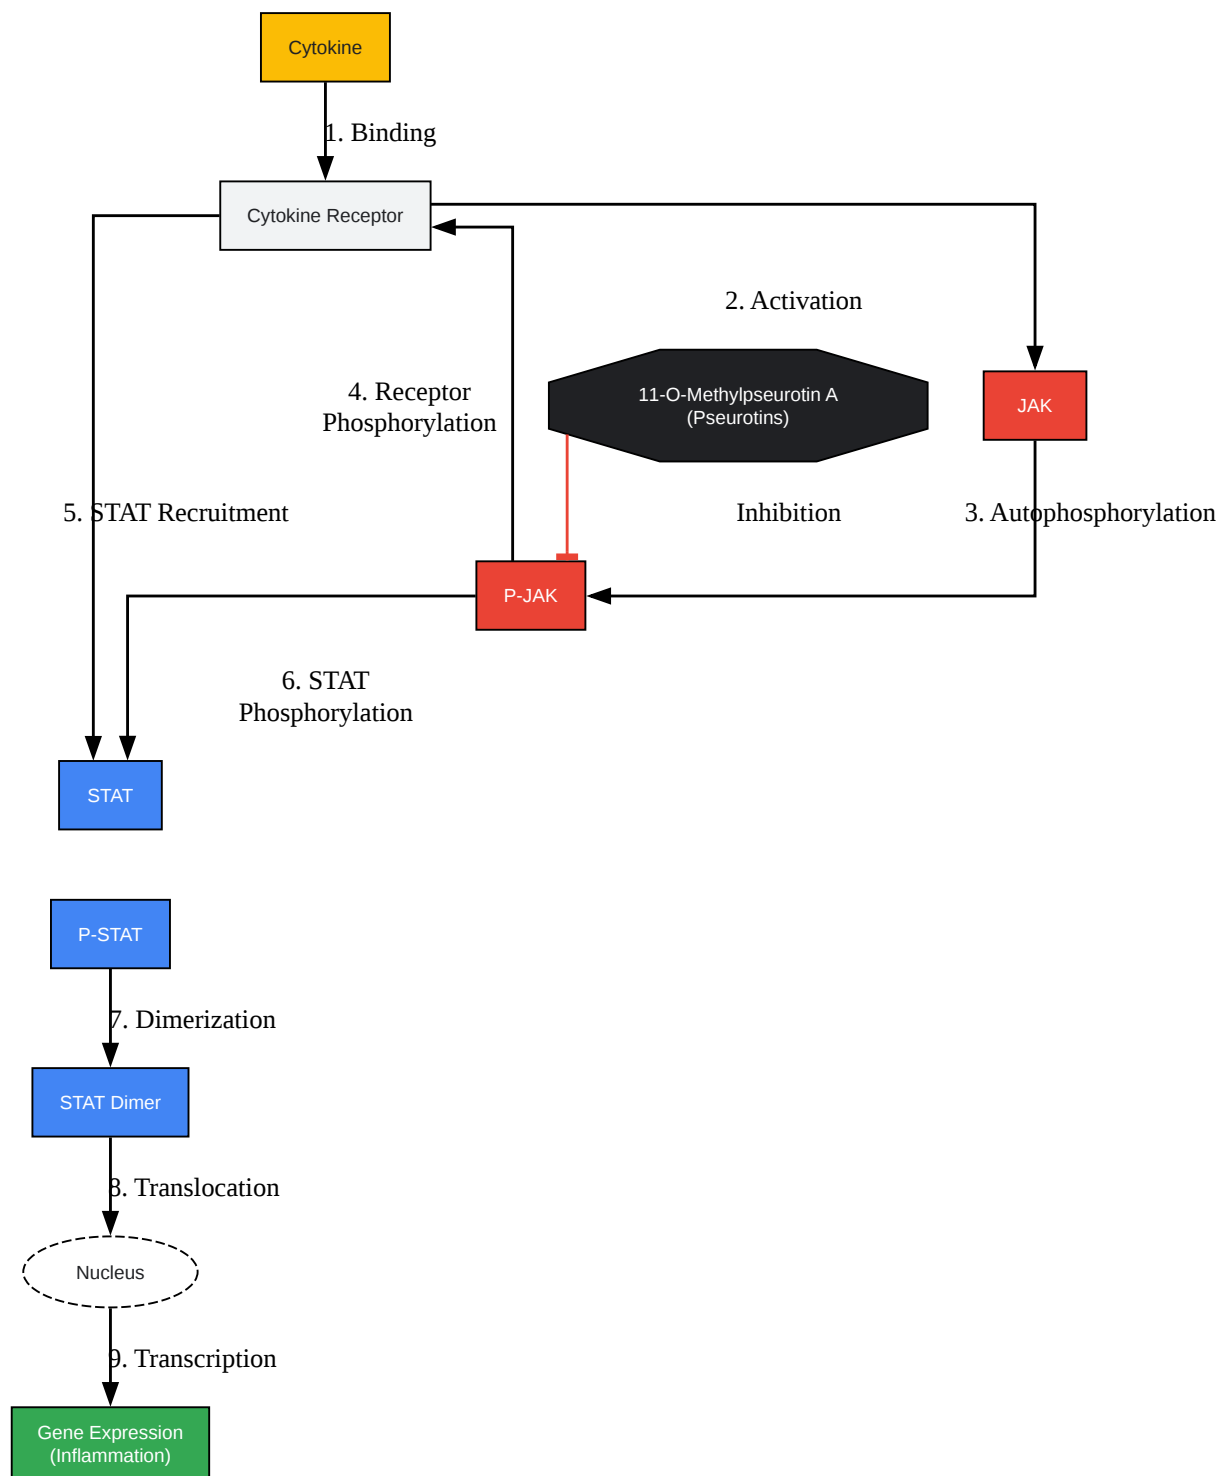 Cytokine
1. Binding
Cytokine Receptor
2. Activation
4. Receptor
Phosphorylation
11-O-Methylpseurotin A
(Pseurotins)
JAK
5. STAT Recruitment
Inhibition
3. Autophosphorylation
P-JAK
6. STAT
Phosphorylation
STAT
P-STAT
7. Dimerization
STAT Dimer
8. Translocation
Nucleus
9. Transcription
Gene Expression
(Inflammation)